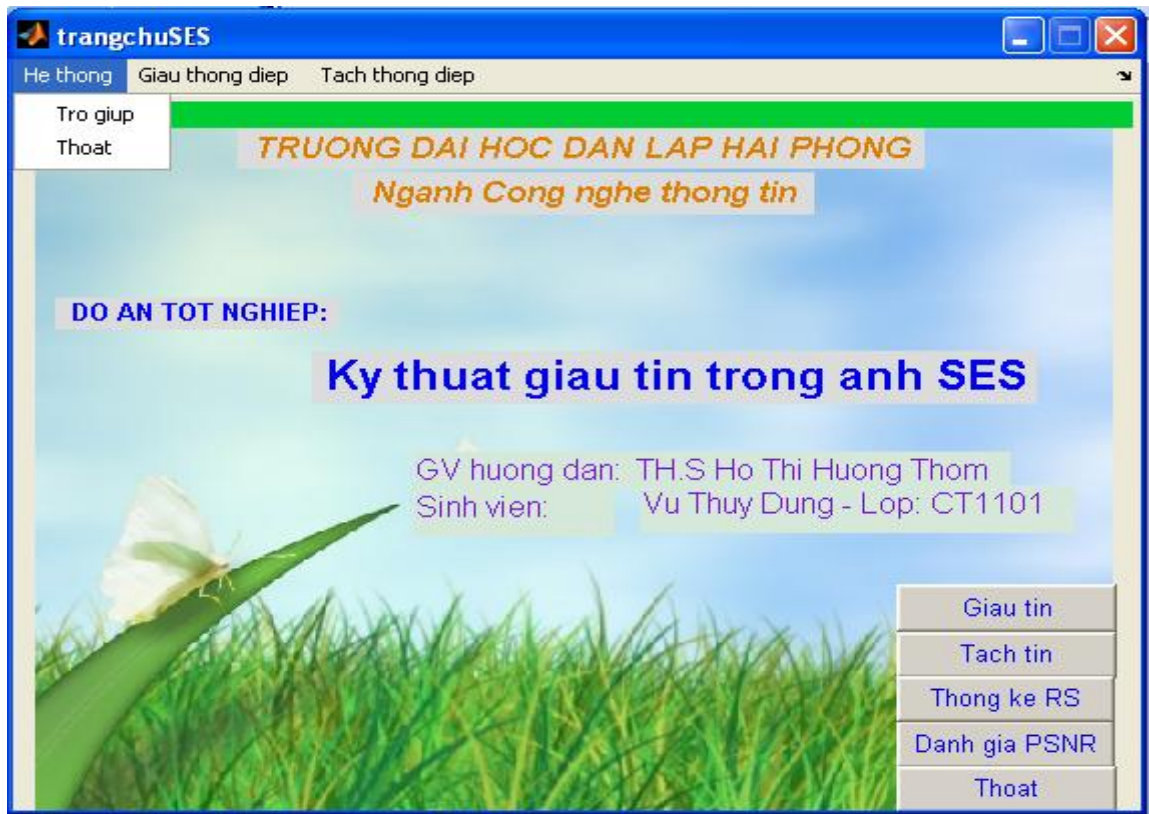 trangchuSES
He thong Giau thong diep Tach thong diep
Tro giup
Thoat
TRUONG DAI HOC DAN LAP HAI PHONG
Nganh Cong nghe thong tin
DO AN TOT NGHIEP:
Ky thuat giau tin trong anh SES
GV huong dan: TH.S Ho Thi Huong Thom
Sinh vien: Vu Thuy Dung - Lop: CT1101
Giau tin
Tach tin
Thong ke RS
Danh gia PSNR
Thoat